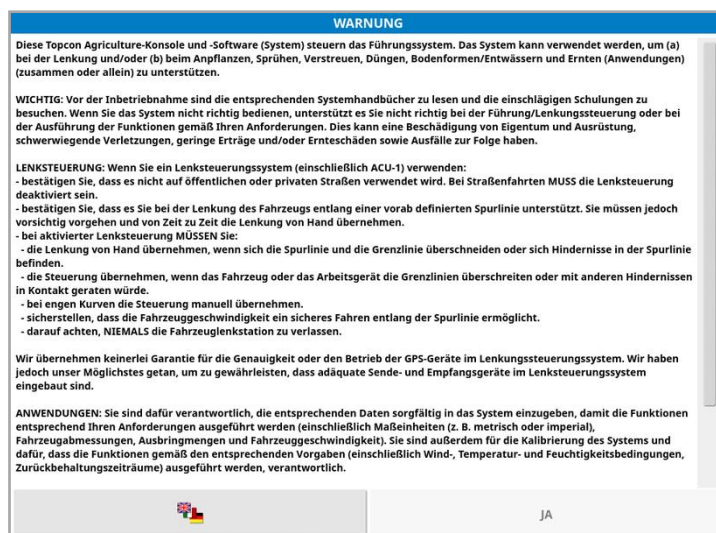 WARNUNG
Diese Topcon Agriculture-Konsole und -Software (System) steuern das Führungssystem. Das System kann verwendet werden, um (a)
bei der Lenkung und/oder (b) beim Anpflanzen, Sprühen, Verstreuen, Düngen, Bodenformen/Entwässern und Ernten (Anwendungen)
(zusammen oder allein) zu unterstützen.
WICHTIG: Vor der Inbetriebnahme sind die entsprechenden Systemhandbücher zu lesen und die einschlägigen Schulungen zu
besuchen. Wenn Sie das System nicht richtig bedienen, unterstützt es Sie nicht richtig bei der Führung/Lenkungssteuerung oder bei
der Ausführung der Funktionen gemäß Ihren Anforderungen. Dies kann eine Beschädigung von Eigentum und Ausrüstung,
schwerwiegende Verletzungen, geringe Erträge und/oder Ernteschäden sowie Ausfälle zur Folge haben.
LENKSTEUERUNG: Wenn Sie ein Lenksteuerungssystem (einschließlich ACU-1) verwenden:
- bestätigen Sie, dass es nicht auf öffentlichen oder privaten Straßen verwendet wird. Bei Straßenfahrten MUSS die Lenksteuerung
deaktiviert sein.
- bestätigen Sie, dass es Sie bei der Lenkung des Fahrzeugs entlang einer vorab definierten Spurlinie unterstützt. Sie müssen jedoch
vorsichtig vorgehen und von Zeit zu Zeit die Lenkung von Hand übernehmen.
- bei aktivierter Lenksteuerung MÜSSEN Sie:
- die Lenkung von Hand übernehmen, wenn sich die Spurlinie und die Grenzlinie überschneiden oder sich Hindernisse in der Spurlinie
befinden.
- die Steuerung übernehmen, wenn das Fahrzeug oder das Arbeitsgerät die Grenzlinien überschreiten oder mit anderen Hindernissen
in Kontakt geraten würde.
- bei engen Kurven die Steuerung manuell übernehmen.
- sicherstellen, dass die Fahrzeuggeschwindigkeit ein sicheres Fahren entlang der Spurlinie ermöglicht.
- darauf achten, NIEMALS die Fahrzeuglenkstation zu verlassen.
Wir übernehmen keinerlei Garantie für die Genauigkeit oder den Betrieb der GPS-Geräte im Lenkungssteuerungssystem. Wir haben
jedoch unser Möglichstes getan, um zu gewährleisten, dass adäquate Sende- und Empfangsgeräte im Lenksteuerungssystem
eingebaut sind.
ANWENDUNGEN: Sie sind dafür verantwortlich, die entsprechenden Daten sorgfältig in das System einzugeben, damit die Funktionen
entsprechend Ihren Anforderungen ausgeführt werden (einschließlich Maßeinheiten (z. B. metrisch oder imperial),
Fahrzeugabmessungen, Ausbringmengen und Fahrzeuggeschwindigkeit). Sie sind außerdem für die Kalibrierung des Systems und
dafür, dass die Funktionen gemäß den entsprechenden Vorgaben (einschließlich Wind-, Temperatur- und Feuchtigkeitsbedingungen,
Zurückbehaltungszeiträume) ausgeführt werden, verantwortlich.
JA